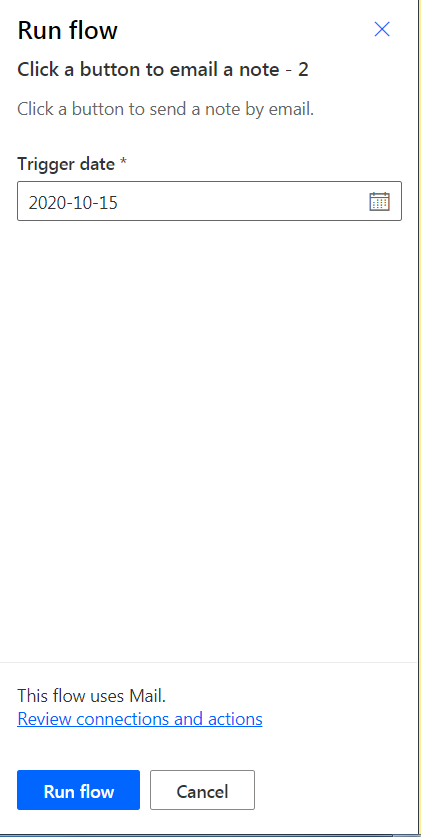 Run flow
Click a button to email a note - 2
Click a button to send a note by email.
Trigger date *
2020-10-15
This flow uses Mail.
Review connections and actions
Run flow
Cancel